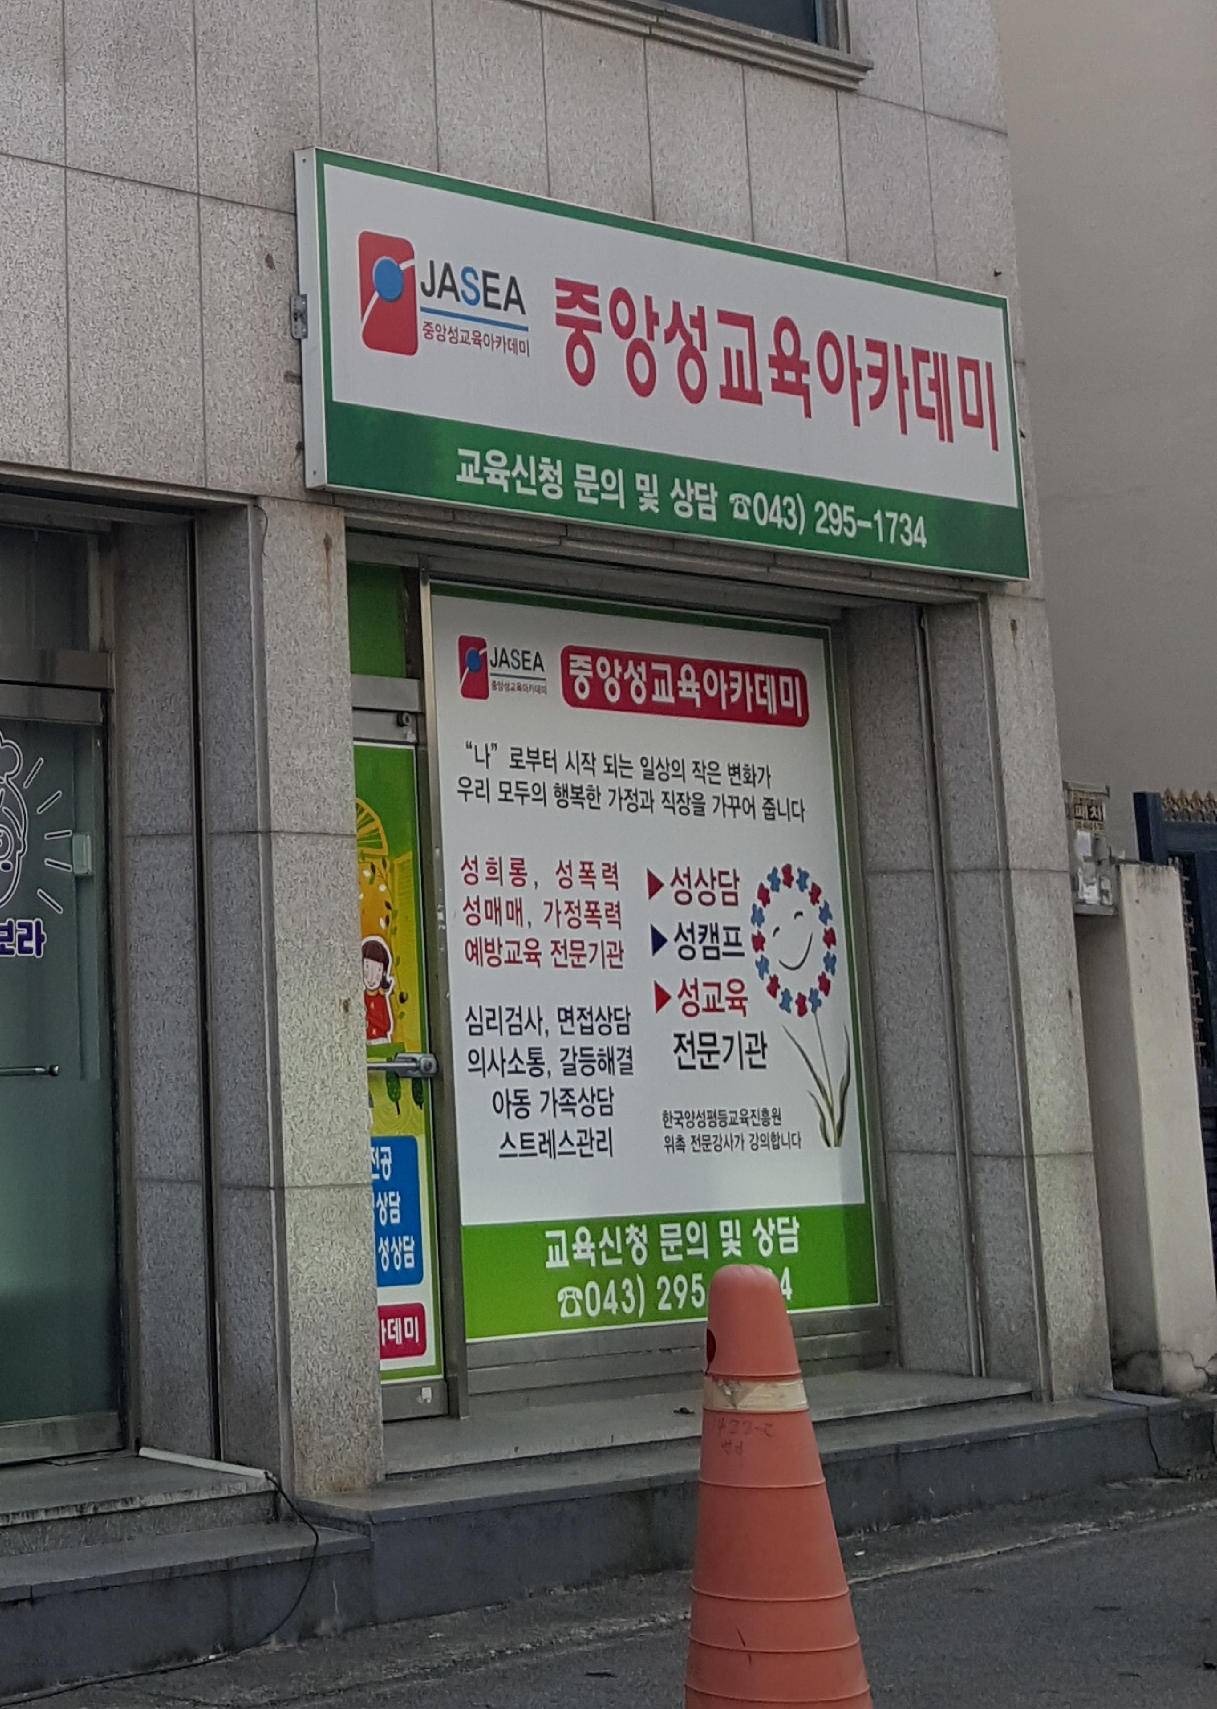 JASEA
중앙성교육아카데미
중앙성교육아카데미
교육신청 문의 및 상담 ☎043) 295-1734
JASEA
중앙성교육아카데미
중앙성교육아카데미
“나” 로부터 시작 되는 일상의 작은 변화가
우리 모두의 행복한 가정과 직장을 가꾸어 줍니다
성희롱, 성폭력
성매매, 가정폭력
예방교육 전문기관
▶성상담
▶성캠프
▶성교육
전문기관
심리검사, 면접상담
의사소통, 갈등해결
아동 가족상담
스트레스관리
한국양성평등교육진흥원
위촉 전문강사가 강의합니다
교육신청 문의 및 상담
☎043) 295 4
전공
상담
성상담
카데미
보라